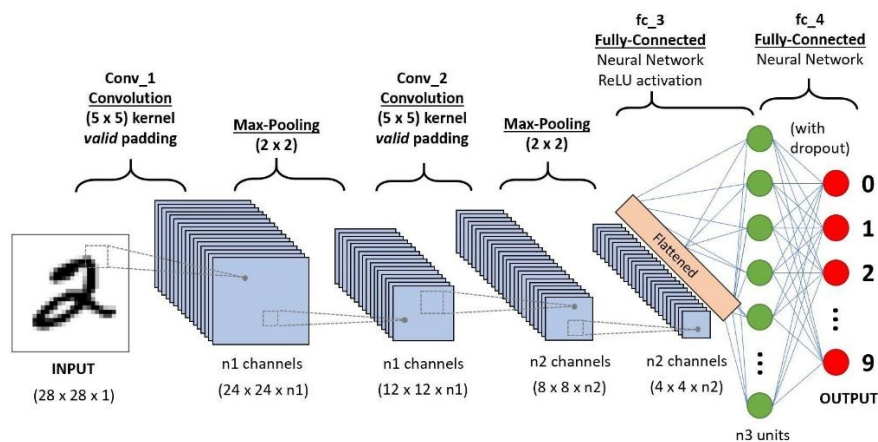 fc_3
Fully-Connected
Neural Network
ReLU activation
fc_4
Fully-Connected
Neural Network
Conv_1
Convolution
(5 x 5) kernel
valid padding
Max-Pooling
(2 x 2)
Conv_2
Convolution
(5 x 5) kernel
valid padding
Max-Pooling
(2 x 2)
(with
dropout)
Flattened
0
1
2
...
9
...
2
INPUT
(28 x 28 x 1)
n1 channels
(24 x 24 x n1)
n1 channels
(12 x 12 x n1)
n2 channels
(8 x 8 x n2)
n2 channels
(4 x 4 x n2)
n3 units
OUTPUT